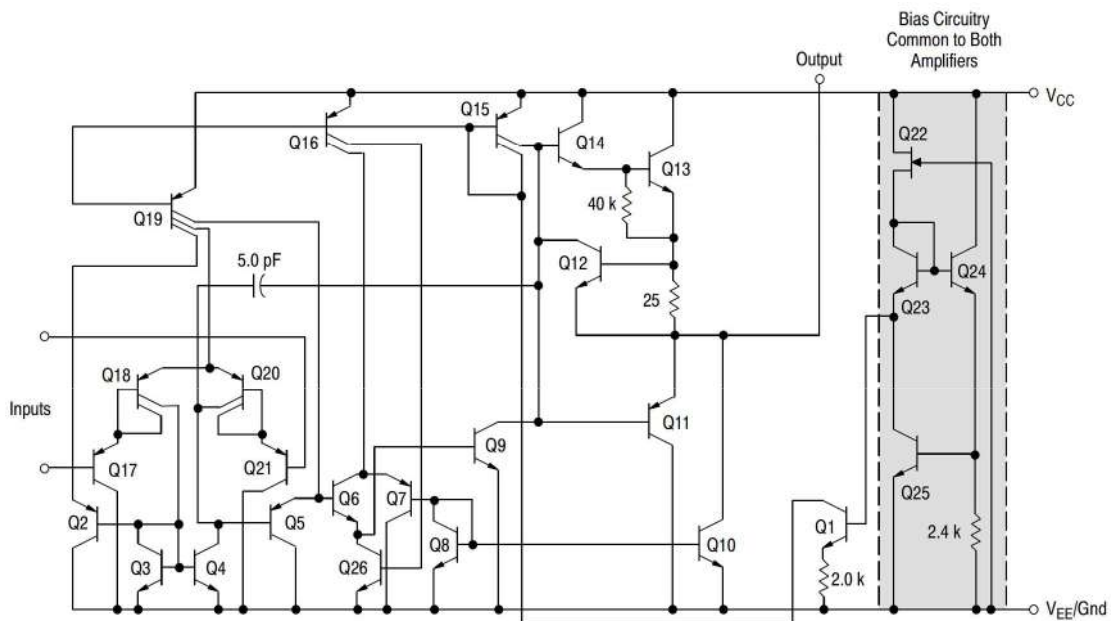 Bias Circuitry
Common to Both
Amplifiers
Output
VCC
Q15
Q14
Q16
Q13
Q22
40 k
Q19
5.0 pF
Q12
Q24
25
Q23
Q18
Q20
Inputs
Q11
Q9
Q17
Q21
Q25
Q2
Q5
Q6
Q7
Q1
Q8
Q10
2.4 k
Q3
Q4
Q26
2.0 k
VEE/Gnd